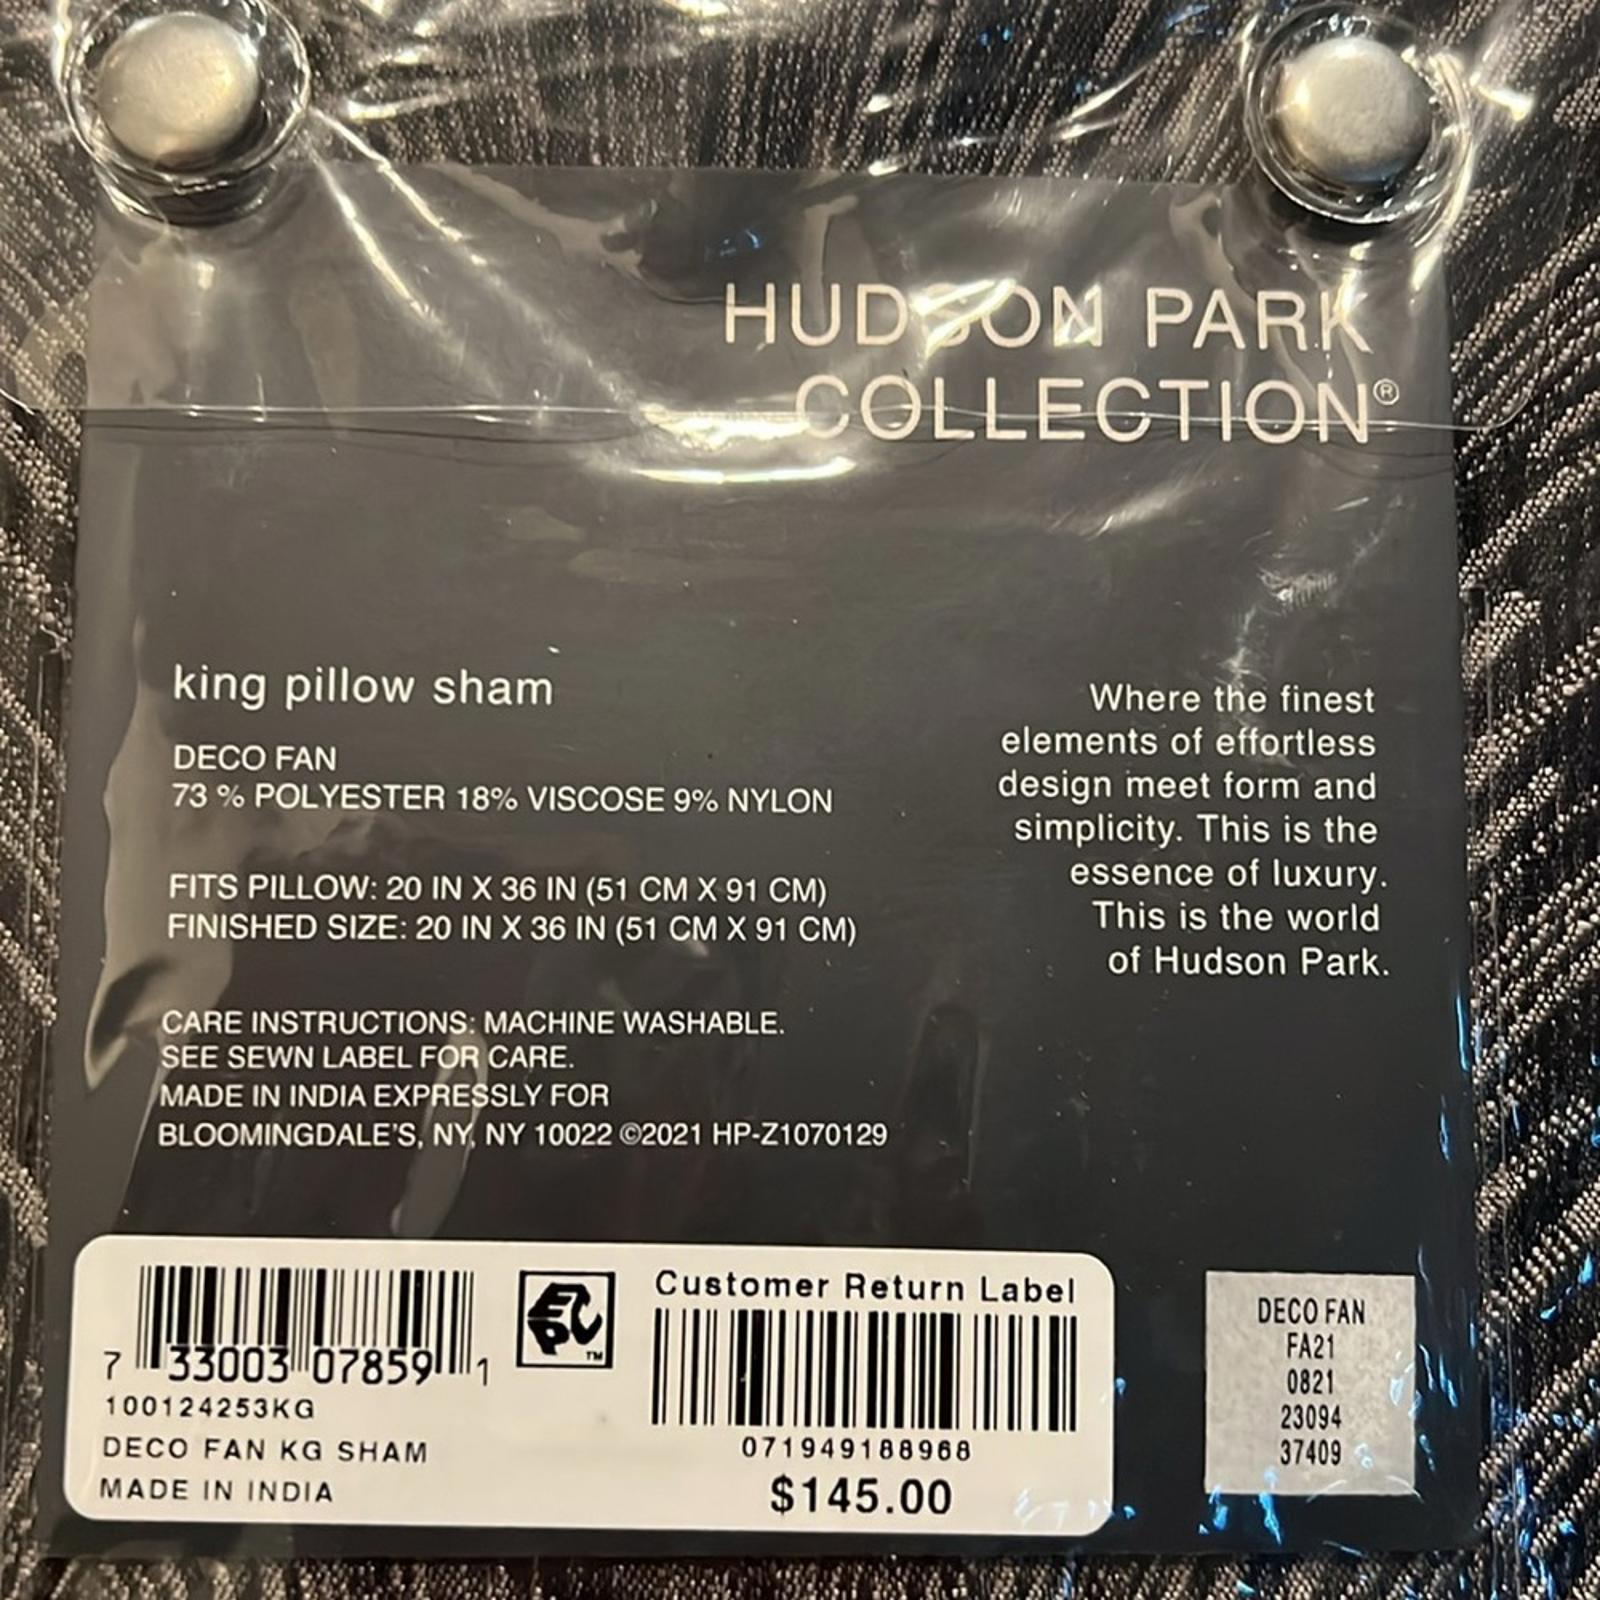 HUDSON PARK
COLLECTION®
king pillow sham
DECO FAN
73 % POLYESTER 18% VISCOSE 9% NYLON
FITS PILLOW: 20 IN X 36 IN (51 CM X 91 CM)
FINISHED SIZE: 20 IN X 36 IN (51 CM X 91 CM)
CARE INSTRUCTIONS: MACHINE WASHABLE.
SEE SEWN LABEL FOR CARE.
MADE IN INDIA EXPRESSLY FOR
BLOOMINGDALE'S, NY, NY 10022 ©2021 HP-Z1070129
Where the finest
elements of effortless
design meet form and
simplicity. This is the
essence of luxury.
This is the world
of Hudson Park.
7 33003 07859 1
100124253KG
DECO FAN KG SHAM
MADE IN INDIA
EPC™
Customer Return Label
071949188968
$145.00
DECO FAN
FA21
0821
23094
37409